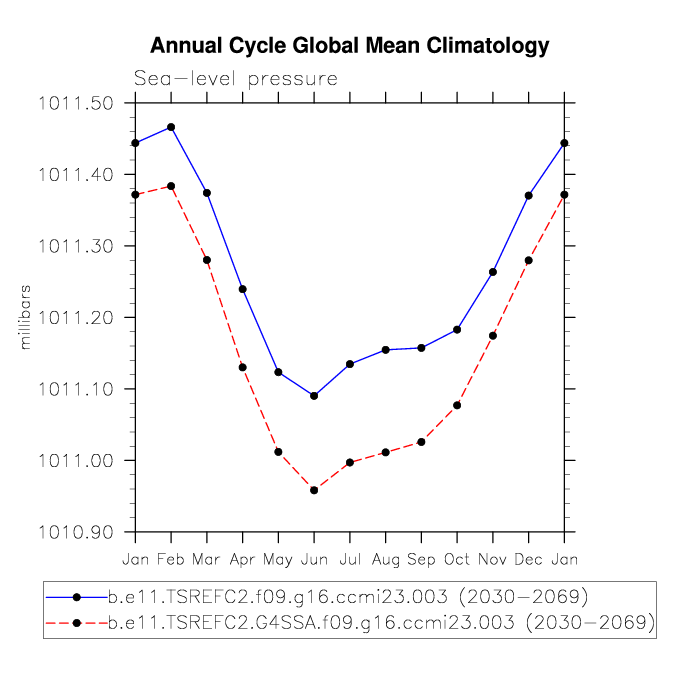 Annual Cycle Global Mean Climatology
Sea-level pressure
1011.50
1011.40
1011.30
1011.20
1011.10
1011.00
1010.90
millibars
Jan Feb Mar Apr May Jun Jul Aug Sep Oct Nov Dec Jan
b.e11.TSREFC2.f09.g16.ccmi23.003 (2030-2069)
b.e11.TSREFC2.G4SSA.f09.g16.ccmi23.003 (2030-2069)